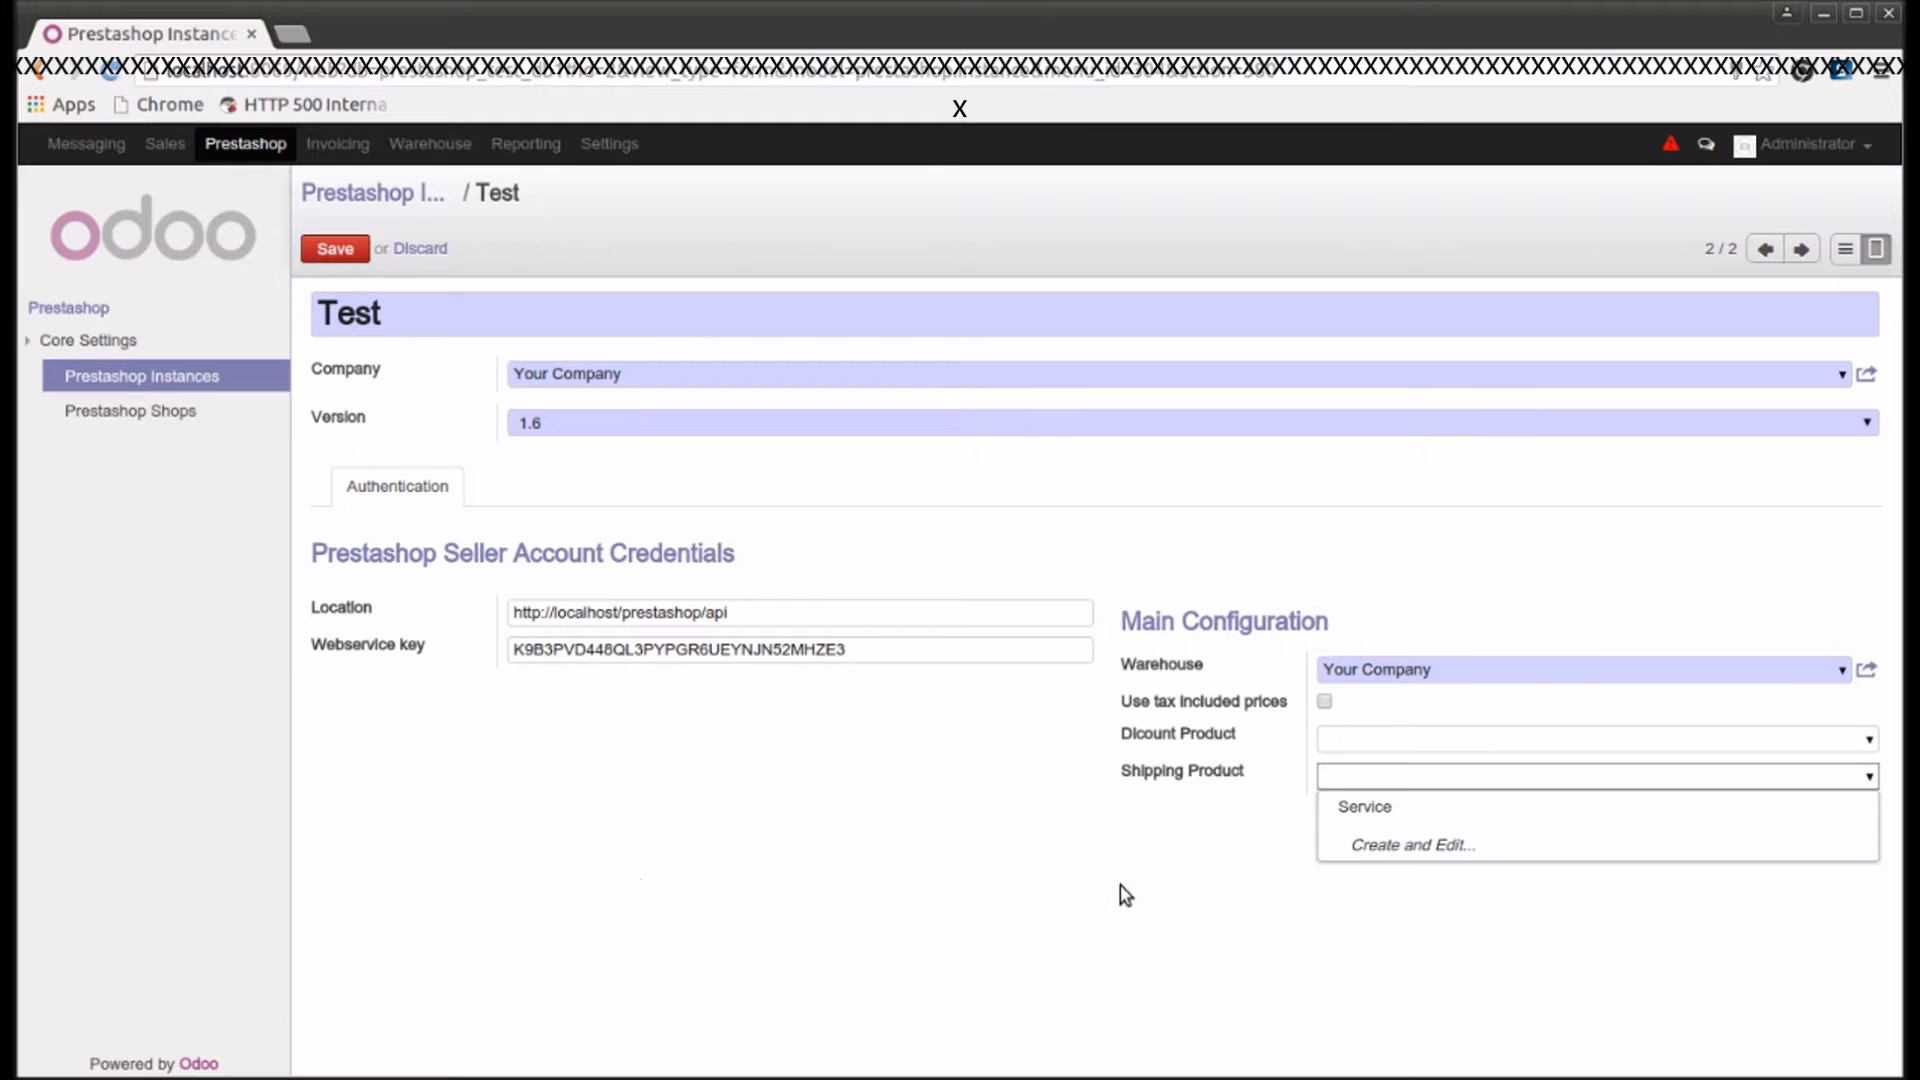 Prestashop Instance
Apps Chrome HTTP 500 Interna
X
Messaging Sales Prestashop Invoicing Warehouse Reporting Settings Administrator
odoo
Prestashop I... / Test
Save or Discard 2 / 2
Prestashop
Core Settings
Prestashop Instances
Prestashop Shops
Test
Company Your Company
Version 1.6
Authentication
Prestashop Seller Account Credentials
Location http://localhost/prestashop/api
Webservice key K9B3PVD448QL3PYPGR6UEYNJN52MHZE3
Main Configuration
Warehouse Your Company
Use tax included prices
Dicount Product
Shipping Product
Service
Create and Edit...
Powered by Odoo